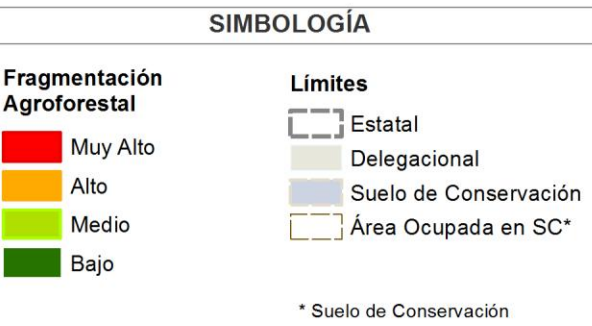 SIMBOLOGÍA
Fragmentación
Agroforestal
Muy Alto
Alto
Medio
Bajo
Límites
Estatal
Delegacional
Suelo de Conservación
Área Ocupada en SC*
* Suelo de Conservación